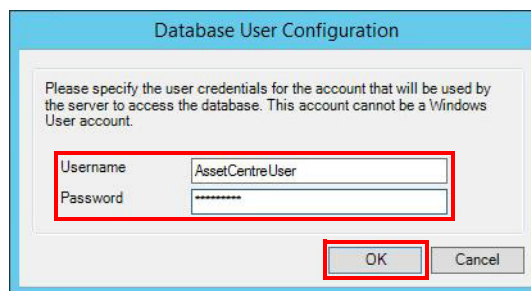 Database User Configuration
Please specify the user credentials for the account that will be used by
the server to access the database. This account cannot be a Windows
User account.
Username AssetCentreUser
Password *********
OK Cancel